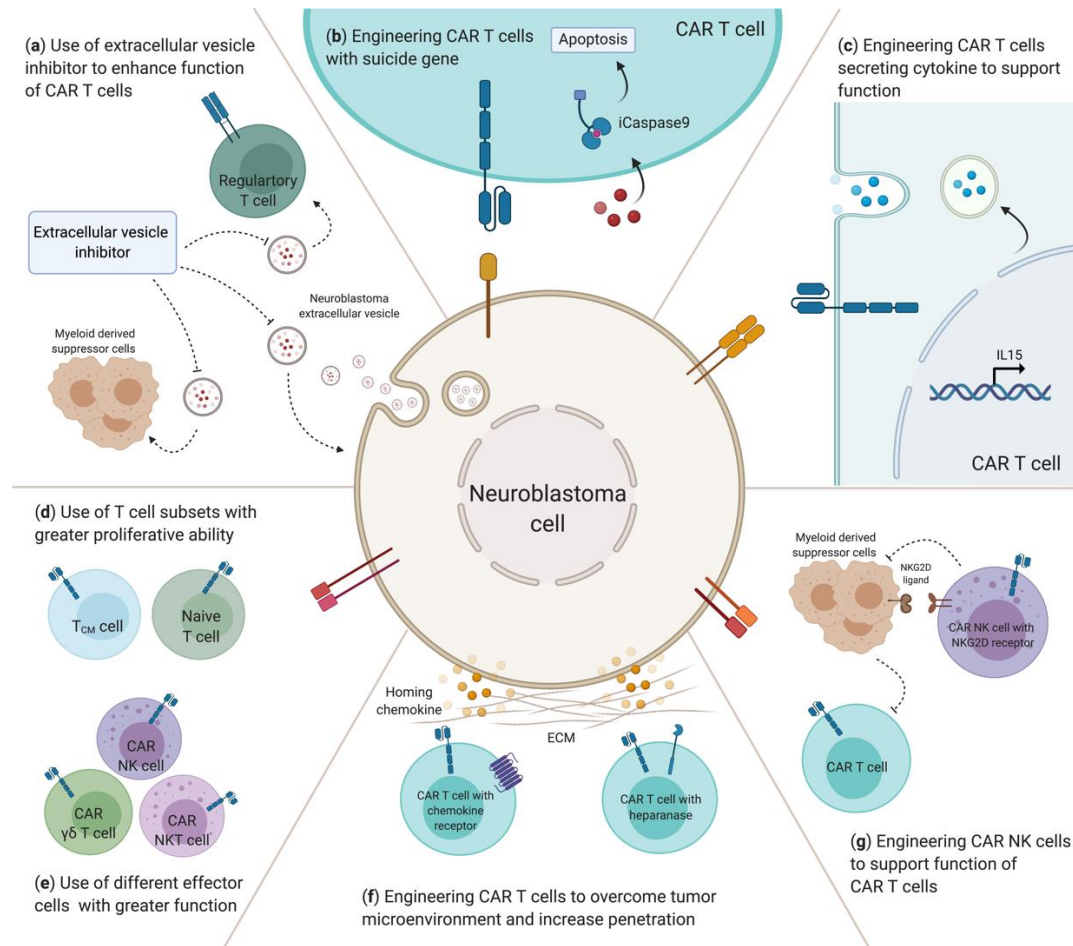 (a) Use of extracellular vesicle
inhibitor to enhance function
of CAR T cells
Regulartory
T cell
Extracellular vesicle
inhibitor
Neuroblastoma
extracellular vesicle
Myeloid derived
suppressor cells
(b) Engineering CAR T cells
with suicide gene
CAR T cell
Apoptosis
iCaspase9
(c) Engineering CAR T cells
secreting cytokine to support
function
IL15
CAR T cell
Neuroblastoma
cell
(d) Use of T cell subsets with
greater proliferative ability
TCM cell
Naive
T cell
CAR
NK cell
CAR
γδ T cell
CAR
NKT cell
(e) Use of different effector
cells with greater function
Homing
chemokine
ECM
CAR T cell with
chemokine
receptor
CAR T cell with
heparanase
(f) Engineering CAR T cells to overcome tumor
microenvironment and increase penetration
Myeloid derived
suppressor cells
NKG2D
ligand
CAR NK cell with
NKG2D receptor
CAR T cell
(g) Engineering CAR NK cells
to support function of
CAR T cells